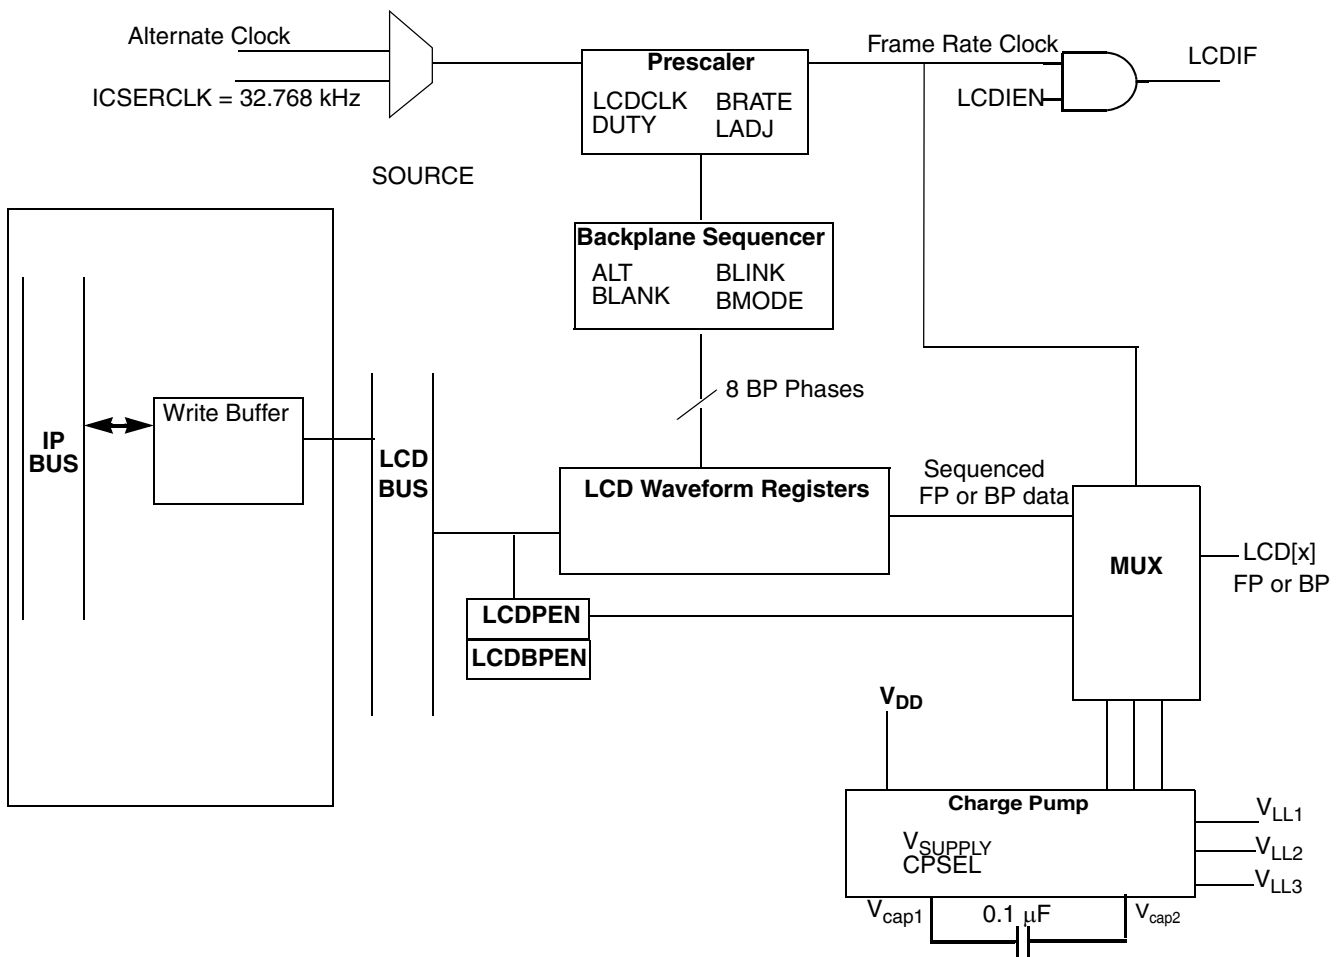 Alternate Clock
ICSERCLK = 32.768 kHz
SOURCE
Prescaler
LCDCLK BRATE
DUTY LADJ
Frame Rate Clock
LCDIEN
LCDIF
Backplane Sequencer
ALT BLINK
BLANK BMODE
8 BP Phases
IP
BUS
Write Buffer
LCD
BUS
LCD Waveform Registers
Sequenced
FP or BP data
MUX
LCD[x]
FP or BP
LCDPEN
LCDBPEN
VDD
Charge Pump
VSUPPLY
CPSEL
VLL1
VLL2
VLL3
Vcap1
0.1 µF
Vcap2